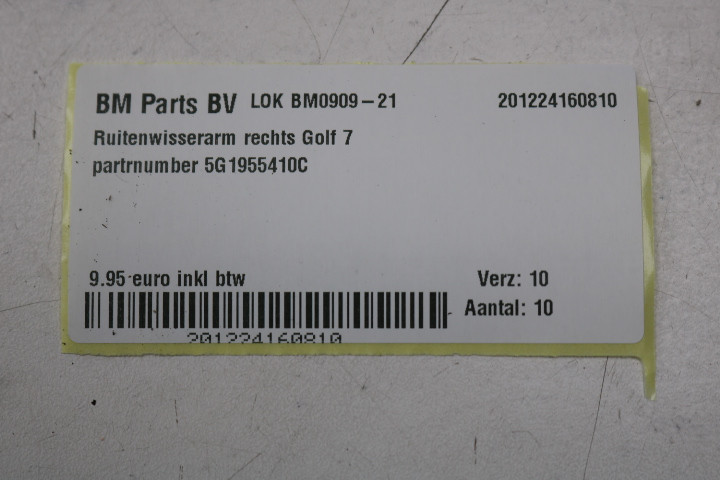 BM Parts BV LOK BM0909-21 201224160810
Ruitenwisserarm rechts Golf 7
partrnumber 5G1955410C
9.95 euro inkl btw Verz: 10
Aantal: 10
201224160810